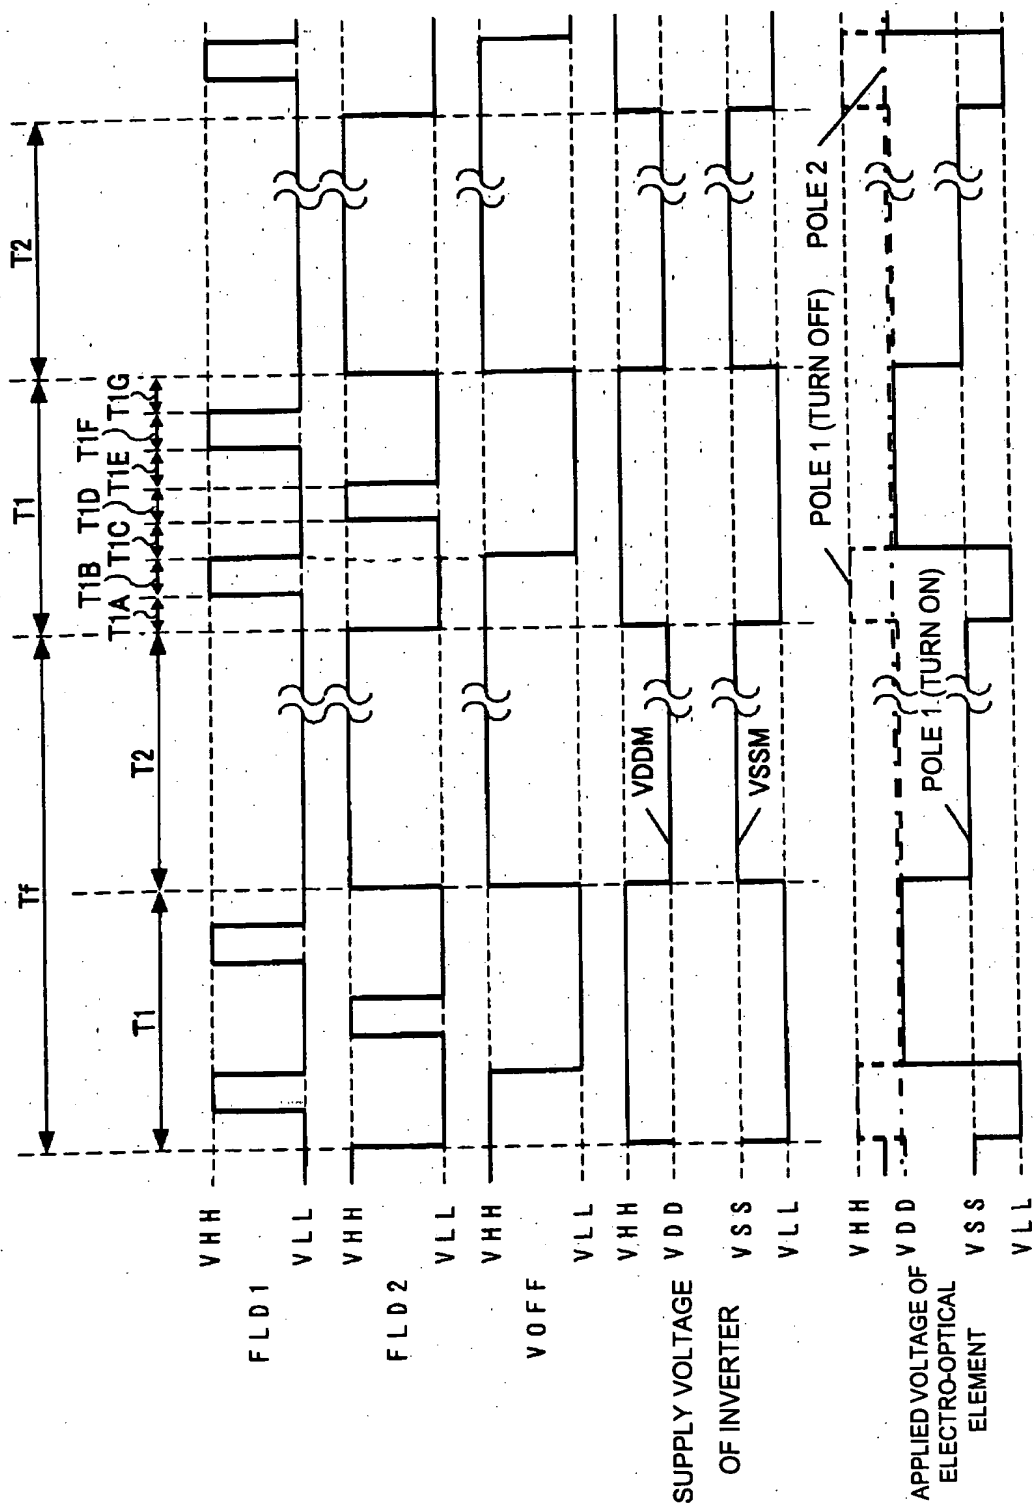 Tf
T1
T2
T1
T2
T1A
T1B
T1C
T1D
T1E
T1F
T1G
VHH
FLD1
VLL
VHH
FLD2
VLL
VHH
VOFF
VLL
VHH
VDD
SUPPLY VOLTAGE
OF INVERTER
VSS
VLL
VDDM
VSSM
VHH
VDD
APPLIED VOLTAGE OF
ELECTRO-OPTICAL
ELEMENT
VSS
VLL
POLE 1 (TURN ON)
POLE 1 (TURN OFF)
POLE 2